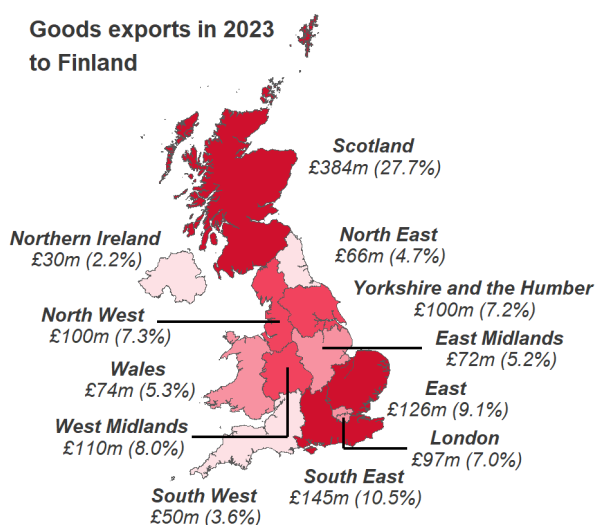 Goods exports in 2023
to Finland
Scotland
£384m (27.7%)
Northern Ireland
£30m (2.2%)
North East
£66m (4.7%)
Yorkshire and the Humber
£100m (7.2%)
North West
£100m (7.3%)
East Midlands
£72m (5.2%)
Wales
£74m (5.3%)
East
£126m (9.1%)
West Midlands
£110m (8.0%)
London
£97m (7.0%)
South East
£145m (10.5%)
South West
£50m (3.6%)